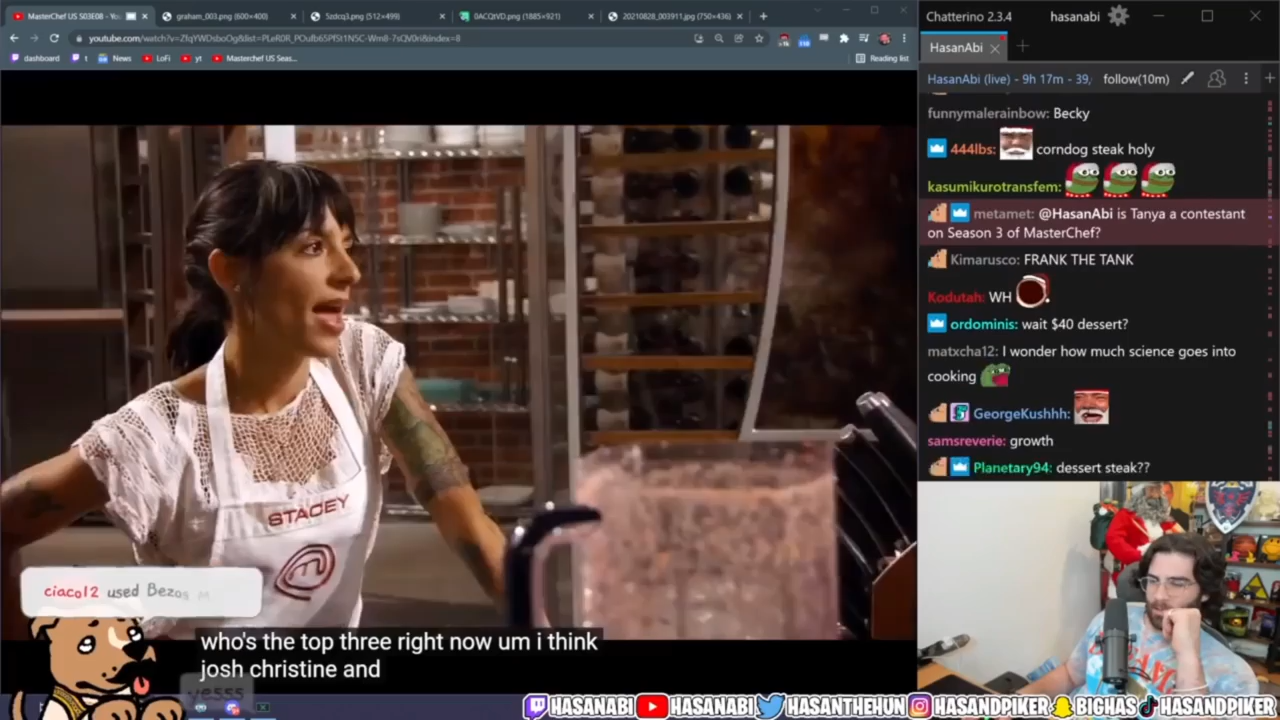 MasterChef US S03E08 - You
graham_003.png (600×400)
5zdcq3.png (512×499)
0ACQtVD.png (1885×921)
20210828_003911.jpg (750×436)
youtube.com/watch?v=
dashboard
t
News
LoFi
yt
Masterchef US Seas...
Reading list
STACEY
ciaco12 used Bezos M
who's the top three right now um i think
josh christine and
yesss
Chatterino 2.3.4
hasanabi
HasanAbi
HasanAbi (live) - 9h 17m - 39,
follow(10m)
funnymalerainbow: Becky
444lbs: corndog steak holy
kasumikurotransfem:
metamet: @HasanAbi is Tanya a contestant
on Season 3 of MasterChef?
Kimarusco: FRANK THE TANK
Kodutah: WH
ordominis: wait $40 dessert?
matxcha12: I wonder how much science goes into
cooking
GeorgeKushhh:
samsreverie: growth
Planetary94: dessert steak??
HASANABI
HASANABI
HASANTHEHUN
HASANDPIKER
BIGHAS
HASANDPIKER